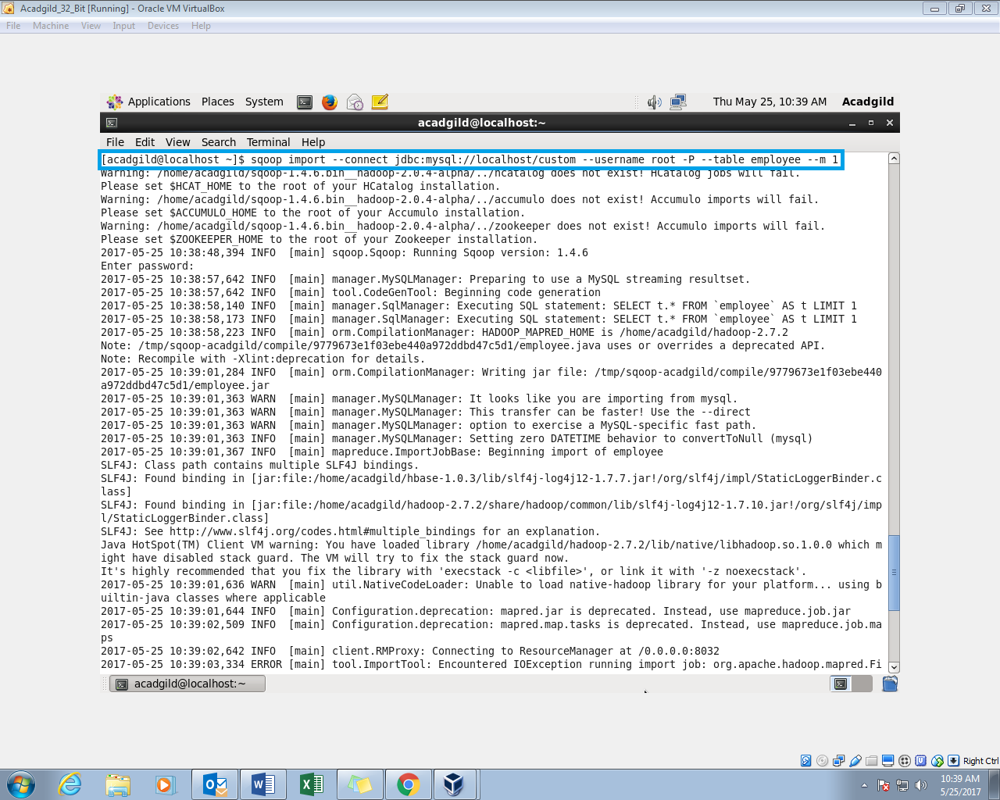 Acadgild_32_Bit [Running] - Oracle VM VirtualBox
File Machine View Input Devices Help
Applications Places System Thu May 25, 10:39 AM Acadgild
acadgild@localhost:~
File Edit View Search Terminal Help
[acadgild@localhost ~]$ sqoop import --connect jdbc:mysql://localhost/custom --username root -P --table employee --m 1
Warning: /home/acadgild/sqoop-1.4.6.bin__hadoop-2.0.4-alpha/../hcatalog does not exist! HCatalog jobs will fail.
Please set $HCAT_HOME to the root of your HCatalog installation.
Warning: /home/acadgild/sqoop-1.4.6.bin__hadoop-2.0.4-alpha/../accumulo does not exist! Accumulo imports will fail.
Please set $ACCUMULO_HOME to the root of your Accumulo installation.
Warning: /home/acadgild/sqoop-1.4.6.bin__hadoop-2.0.4-alpha/../zookeeper does not exist! Accumulo imports will fail.
Please set $ZOOKEEPER_HOME to the root of your Zookeeper installation.
2017-05-25 10:38:48,394 INFO  [main] sqoop.Sqoop: Running Sqoop version: 1.4.6
Enter password:
2017-05-25 10:38:57,642 INFO  [main] manager.MySQLManager: Preparing to use a MySQL streaming resultset.
2017-05-25 10:38:57,642 INFO  [main] tool.CodeGenTool: Beginning code generation
2017-05-25 10:38:58,140 INFO  [main] manager.SqlManager: Executing SQL statement: SELECT t.* FROM `employee` AS t LIMIT 1
2017-05-25 10:38:58,173 INFO  [main] manager.SqlManager: Executing SQL statement: SELECT t.* FROM `employee` AS t LIMIT 1
2017-05-25 10:38:58,223 INFO  [main] orm.CompilationManager: HADOOP_MAPRED_HOME is /home/acadgild/hadoop-2.7.2
Note: /tmp/sqoop-acadgild/compile/9779673e1f03ebe440a972ddbd47c5d1/employee.java uses or overrides a deprecated API.
Note: Recompile with -Xlint:deprecation for details.
2017-05-25 10:39:01,284 INFO  [main] orm.CompilationManager: Writing jar file: /tmp/sqoop-acadgild/compile/9779673e1f03ebe440
a972ddbd47c5d1/employee.jar
2017-05-25 10:39:01,363 WARN  [main] manager.MySQLManager: It looks like you are importing from mysql.
2017-05-25 10:39:01,363 WARN  [main] manager.MySQLManager: This transfer can be faster! Use the --direct
2017-05-25 10:39:01,363 WARN  [main] manager.MySQLManager: option to exercise a MySQL-specific fast path.
2017-05-25 10:39:01,363 INFO  [main] manager.MySQLManager: Setting zero DATETIME behavior to convertToNull (mysql)
2017-05-25 10:39:01,367 INFO  [main] mapreduce.ImportJobBase: Beginning import of employee
SLF4J: Class path contains multiple SLF4J bindings.
SLF4J: Found binding in [jar:file:/home/acadgild/hbase-1.0.3/lib/slf4j-log4j12-1.7.7.jar!/org/slf4j/impl/StaticLoggerBinder.c
lass]
SLF4J: Found binding in [jar:file:/home/acadgild/hadoop-2.7.2/share/hadoop/common/lib/slf4j-log4j12-1.7.10.jar!/org/slf4j/imp
l/StaticLoggerBinder.class]
SLF4J: See http://www.slf4j.org/codes.html#multiple_bindings for an explanation.
Java HotSpot(TM) Client VM warning: You have loaded library /home/acadgild/hadoop-2.7.2/lib/native/libhadoop.so.1.0.0 which m
ight have disabled stack guard. The VM will try to fix the stack guard now.
It's highly recommended that you fix the library with 'execstack -c <libfile>', or link it with '-z noexecstack'.
2017-05-25 10:39:01,636 WARN  [main] util.NativeCodeLoader: Unable to load native-hadoop library for your platform... using b
uiltin-java classes where applicable
2017-05-25 10:39:01,644 INFO  [main] Configuration.deprecation: mapred.jar is deprecated. Instead, use mapreduce.job.jar
2017-05-25 10:39:02,509 INFO  [main] Configuration.deprecation: mapred.map.tasks is deprecated. Instead, use mapreduce.job.ma
ps
2017-05-25 10:39:02,642 INFO  [main] client.RMProxy: Connecting to ResourceManager at /0.0.0.0:8032
2017-05-25 10:39:03,334 ERROR [main] tool.ImportTool: Encountered IOException running import job: org.apache.hadoop.mapred.Fi
acadgild@localhost:~
Right Ctrl
10:39 AM
5/25/2017